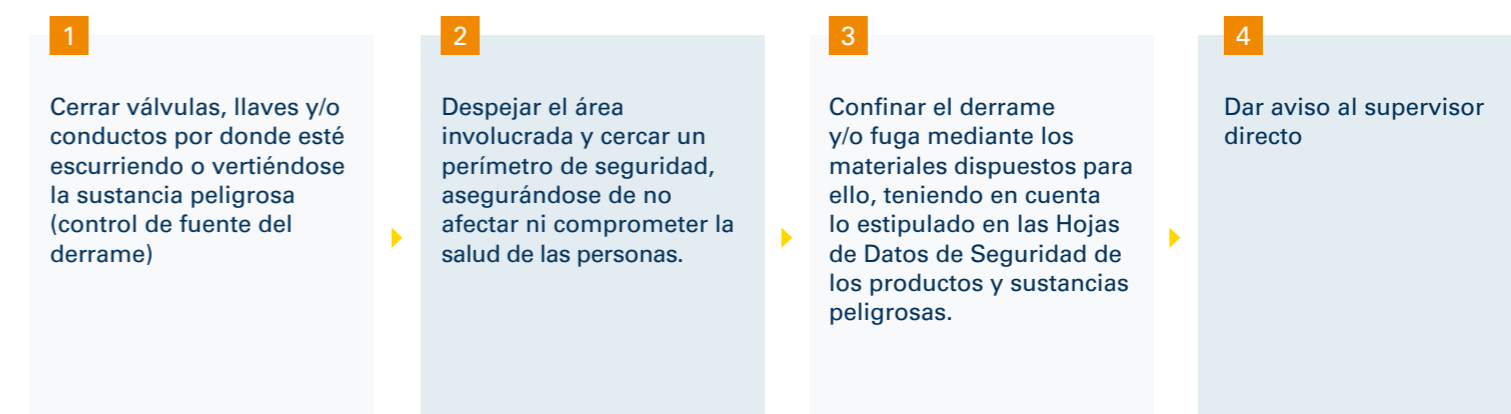 1
Cerrar válvulas, llaves y/o
conductos por donde esté
escurriendo o vertiéndose
la sustancia peligrosa
(control de fuente del
derrame)
2
Despejar el área
involucrada y cercar un
perímetro de seguridad,
asegurándose de no
afectar ni comprometer la
salud de las personas.
3
Confinar el derrame
y/o fuga mediante los
materiales dispuestos para
ello, teniendo en cuenta
lo estipulado en las Hojas
de Datos de Seguridad de
los productos y sustancias
peligrosas.
4
Dar aviso al supervisor
directo